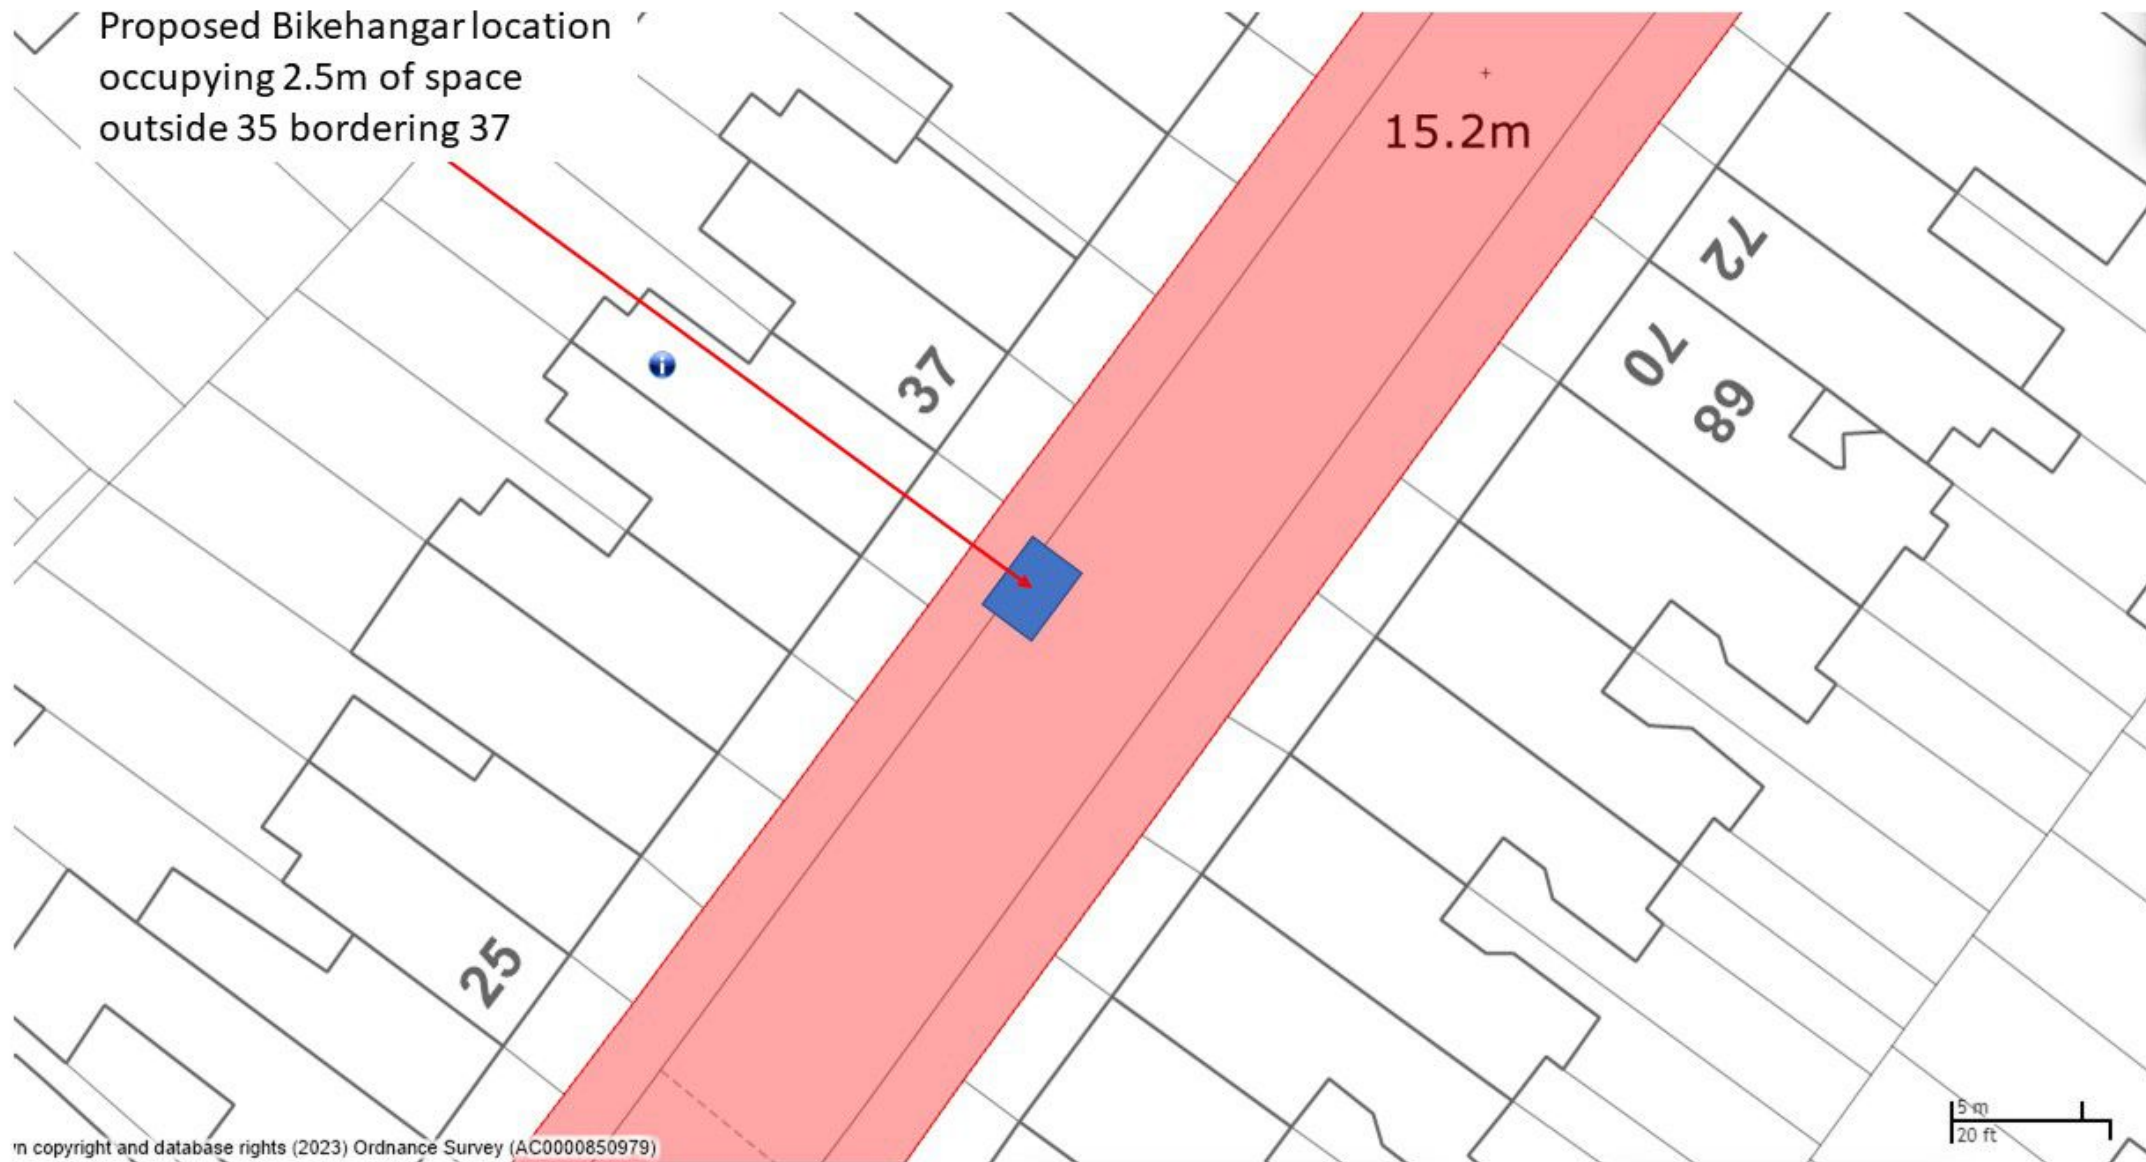 Proposed Bikehangar location
occupying 2.5m of space
outside 35 bordering 37
15.2m
72
70
68
37
25
5 m
20 ft
n copyright and database rights (2023) Ordnance Survey (AC0000850979)